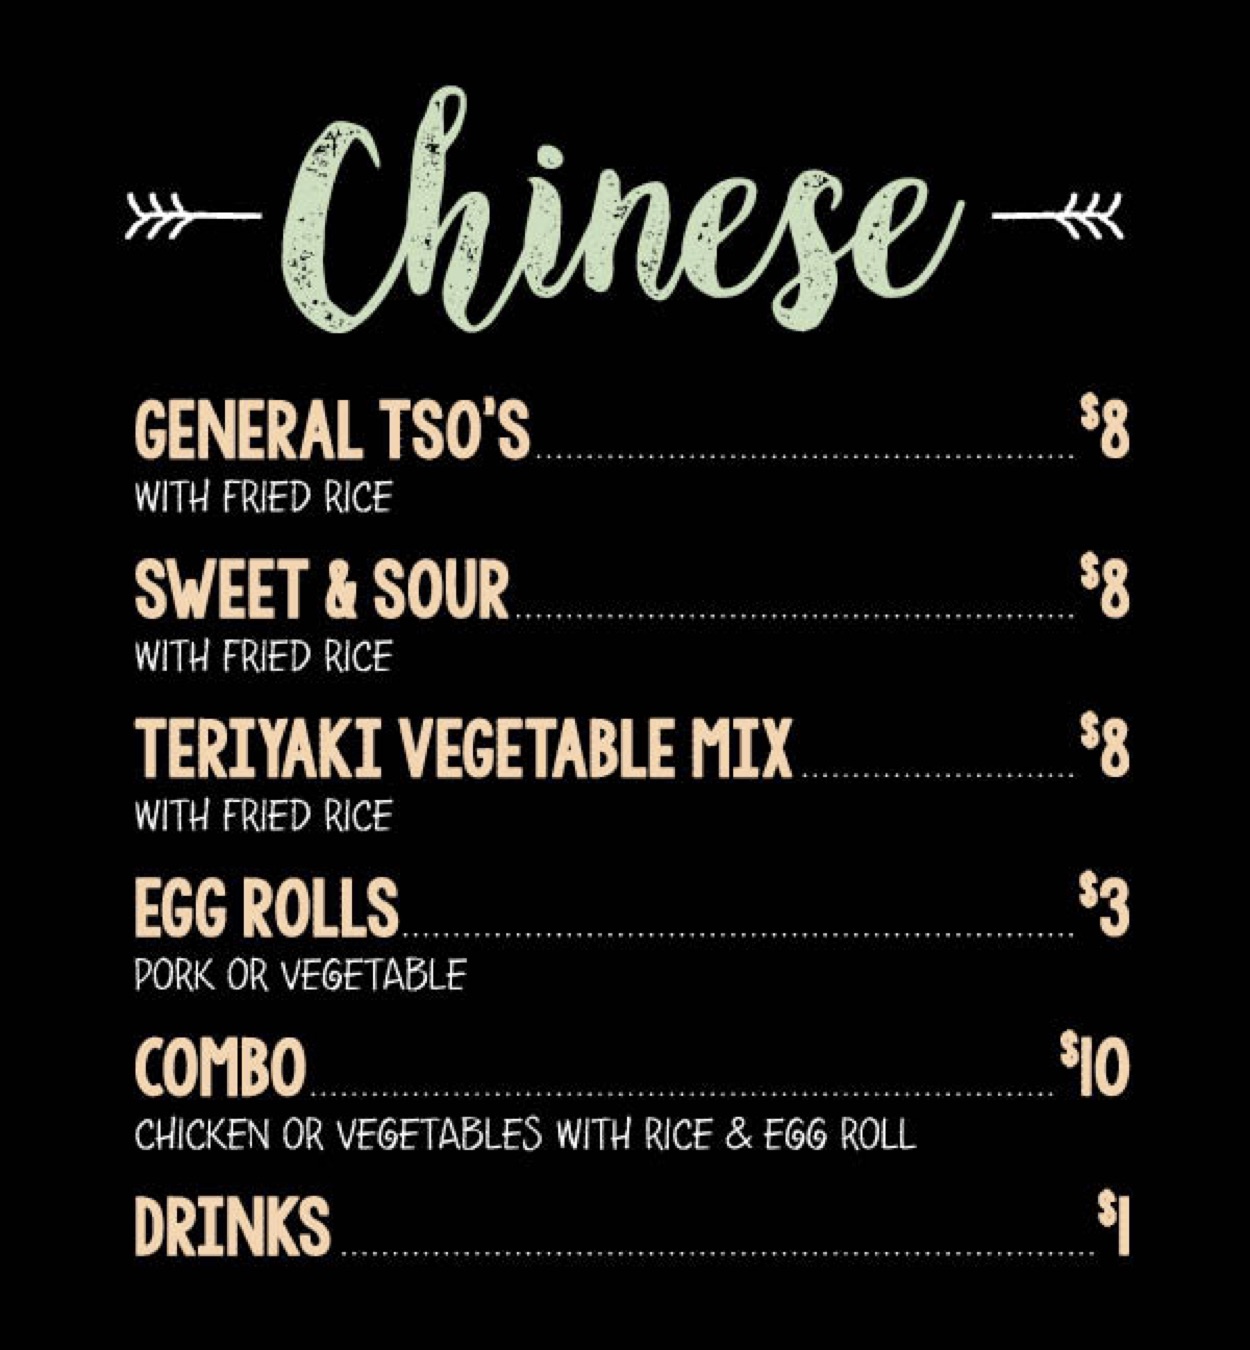 Chinese
GENERAL TSO'S $8
WITH FRIED RICE
SWEET & SOUR $8
WITH FRIED RICE
TERIYAKI VEGETABLE MIX $8
WITH FRIED RICE
EGG ROLLS $3
PORK OR VEGETABLE
COMBO $10
CHICKEN OR VEGETABLES WITH RICE & EGG ROLL
DRINKS $1